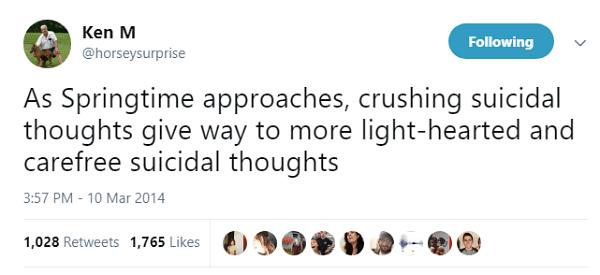 Ken M
@horseysurprise
Following
As Springtime approaches, crushing suicidal
thoughts give way to more light-hearted and
carefree suicidal thoughts
3:57 PM - 10 Mar 2014
1,028 Retweets 1,765 Likes